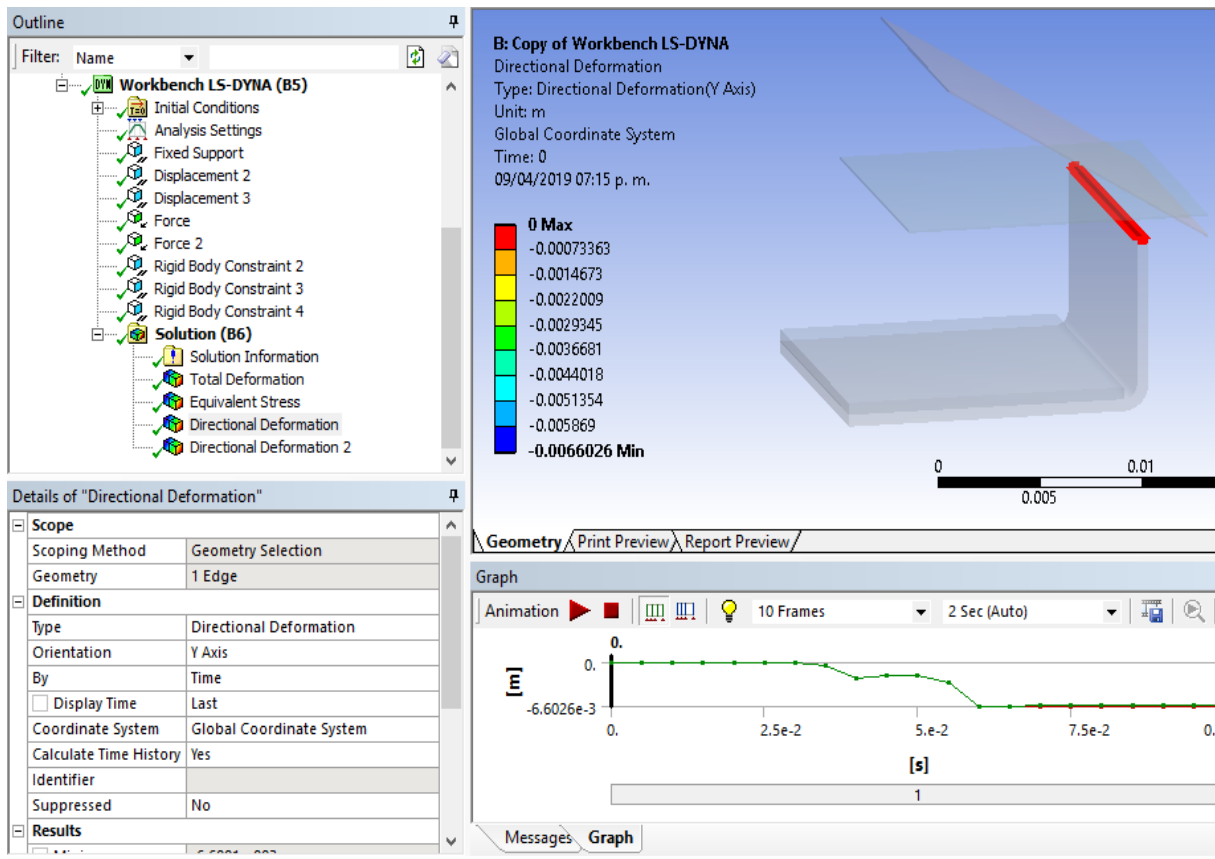 Outline
Filter: Name
Workbench LS-DYNA (B5)
Initial Conditions
Analysis Settings
Fixed Support
Displacement 2
Displacement 3
Force
Force 2
Rigid Body Constraint 2
Rigid Body Constraint 3
Rigid Body Constraint 4
Solution (B6)
Solution Information
Total Deformation
Equivalent Stress
Directional Deformation
Directional Deformation 2
Details of "Directional Deformation"
Scope
Scoping Method Geometry Selection
Geometry 1 Edge
Definition
Type Directional Deformation
Orientation Y Axis
By Time
Display Time Last
Coordinate System Global Coordinate System
Calculate Time History Yes
Identifier
Suppressed No
Results
B: Copy of Workbench LS-DYNA
Directional Deformation
Type: Directional Deformation(Y Axis)
Unit: m
Global Coordinate System
Time: 0
09/04/2019 07:15 p. m.
0 Max
-0.00073363
-0.0014673
-0.0022009
-0.0029345
-0.0036681
-0.0044018
-0.0051354
-0.005869
-0.0066026 Min
0 0.01
0.005
Geometry Print Preview Report Preview
Graph
Animation 10 Frames 2 Sec (Auto)
0.
[m]
0.
-6.6026e-3
0. 2.5e-2 5.e-2 7.5e-2 0.
[s]
1
Messages Graph